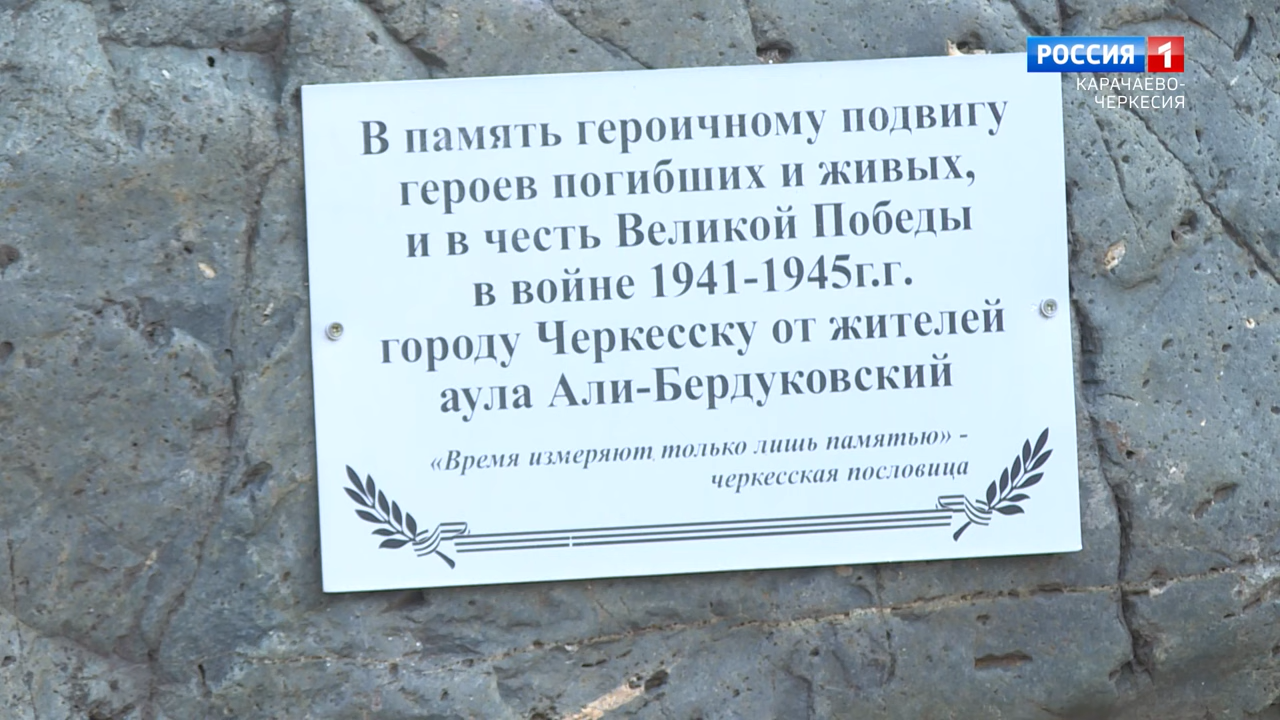 РОССИЯ 1
КАРАЧАЕВО-
ЧЕРКЕСИЯ
В память героичному подвигу
героев погибших и живых,
и в честь Великой Победы
в войне 1941-1945г.г.
городу Черкесску от жителей
аула Али-Бердуковский
«Время измеряют только лишь памятью» -
черкесская пословица